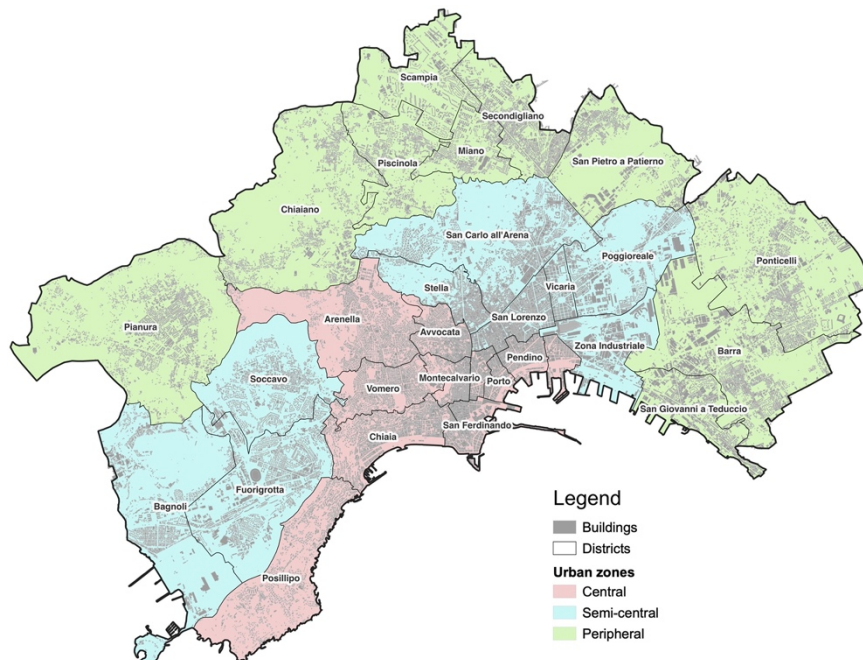 Scampia
Secondigliano
Piscinola
Miano
San Pietro a Patierno
Chiaiano
San Carlo all'Arena
Poggioreale
Ponticelli
Stella
Vicaria
Pianura
Arenella
San Lorenzo
Avvocata
Zona Industriale
Barra
Pendino
Soccavo
Vomero
Montecalvario
Porto
San Giovanni a Teduccio
Chiaia
San Ferdinando
Fuorigrotta
Bagnoli
Posillipo
Legend
Buildings
Districts
Urban zones
Central
Semi-central
Peripheral